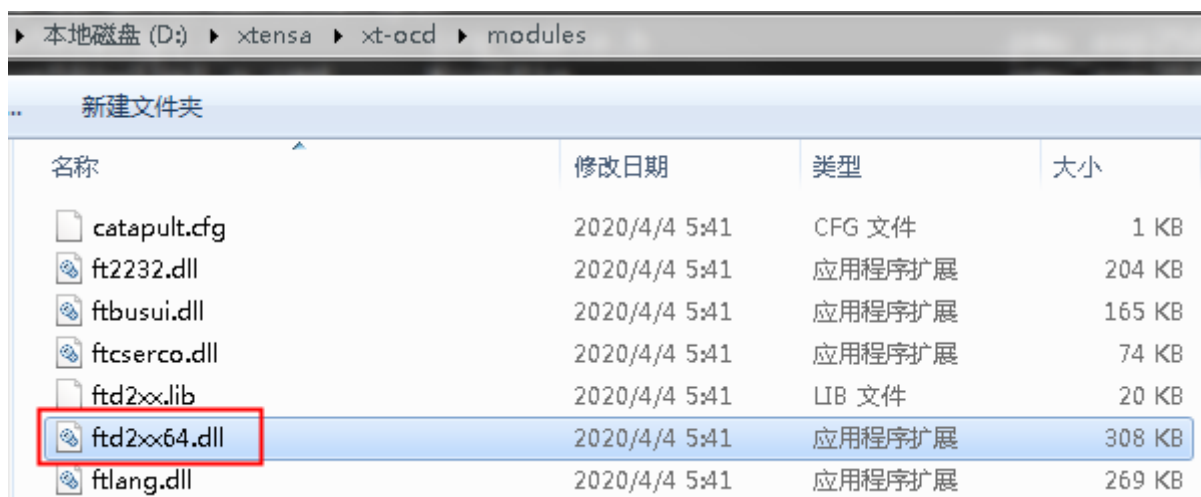 本地磁盘 (D:) ▸ xtensa ▸ xt-ocd ▸ modules
... 新建文件夹
名称 修改日期 类型 大小
catapult.cfg 2020/4/4 5:41 CFG 文件 1 KB
ft2232.dll 2020/4/4 5:41 应用程序扩展 204 KB
ftbusui.dll 2020/4/4 5:41 应用程序扩展 165 KB
ftcserco.dll 2020/4/4 5:41 应用程序扩展 74 KB
ftd2xx.lib 2020/4/4 5:41 LIB 文件 20 KB
ftd2xx64.dll 2020/4/4 5:41 应用程序扩展 308 KB
ftlang.dll 2020/4/4 5:41 应用程序扩展 269 KB